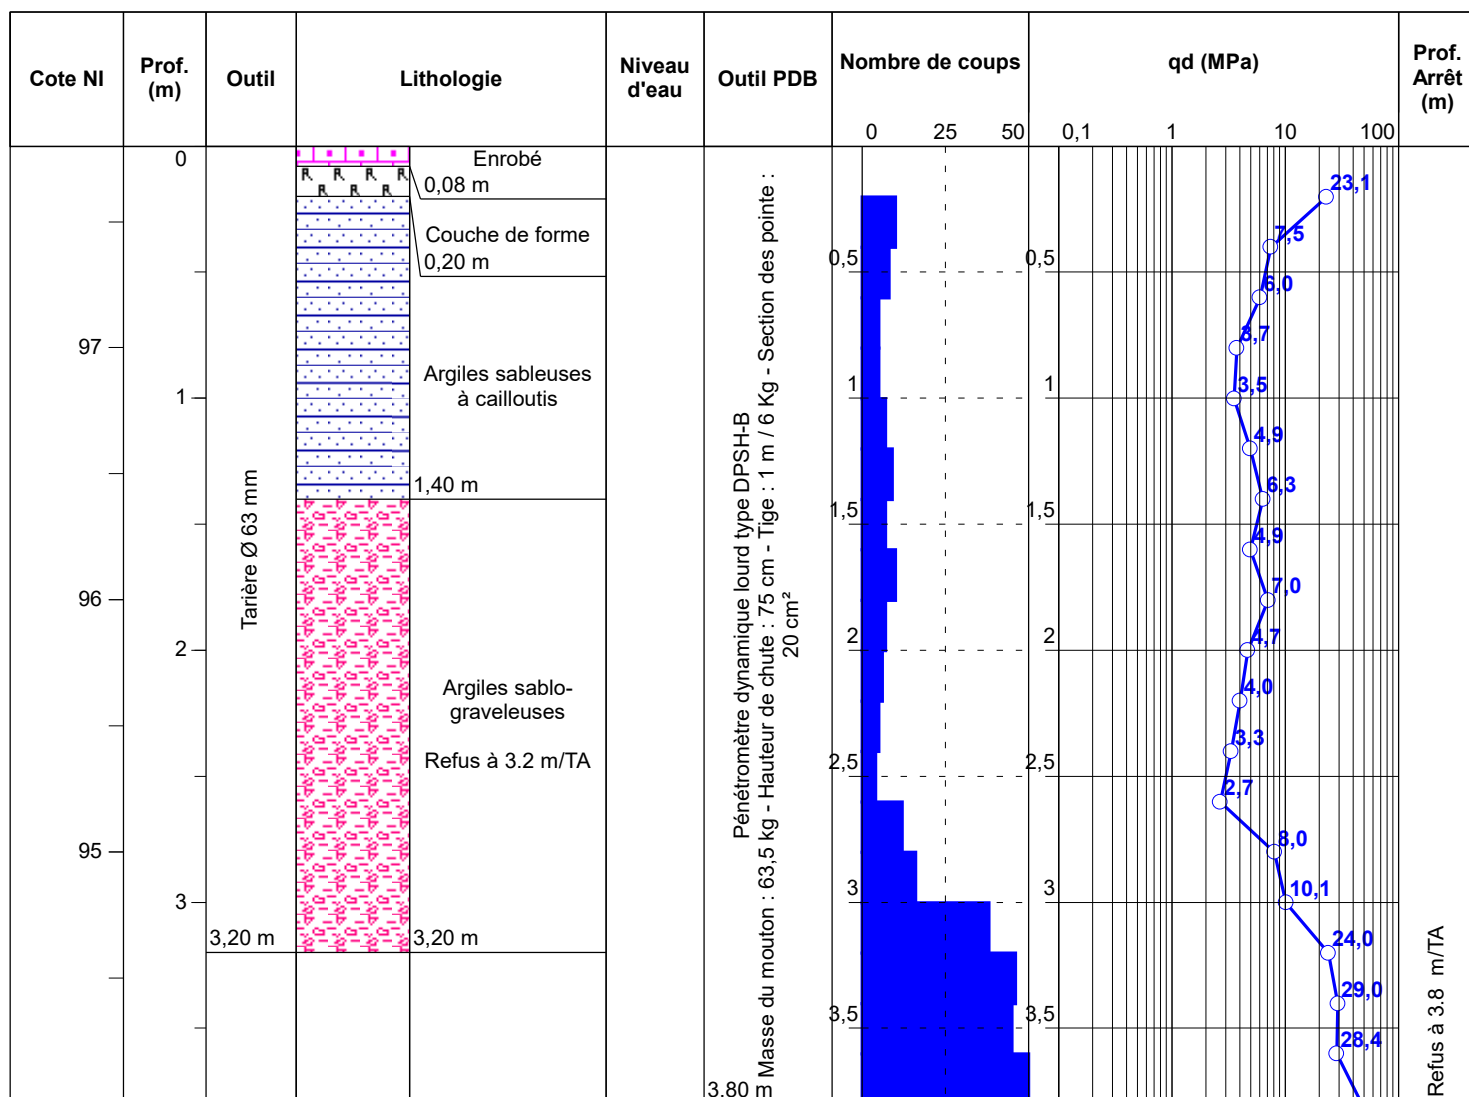 Cote NI
Prof.
(m)
Outil
Lithologie
Niveau
d'eau
Outil PDB
Nombre de coups
0 25 50
qd (MPa)
0,1 1 10 100
Prof.
Arrêt
(m)
97
96
95
0
1
2
3
Tarière Ø 63 mm
3,20 m
Enrobé
0,08 m
Couche de forme
0,20 m
Argiles sableuses
à cailloutis
1,40 m
Argiles sablo-
graveleuses
Refus à 3.2 m/TA
3,20 m
Pénétromètre dynamique lourd type DPSH-B
Masse du mouton : 63,5 kg - Hauteur de chute : 75 cm - Tige : 1 m / 6 Kg - Section des pointe :
20 cm²
3.80 m
0,5
1
1,5
2
2,5
3
3,5
0,5
1
1,5
2
2,5
3
3,5
23,1
7,5
6,0
3,7
3,5
4,9
6,3
4,9
7,0
4,7
4,0
3,3
2,7
8,0
10,1
24,0
29,0
28,4
Refus à 3.8 m/TA